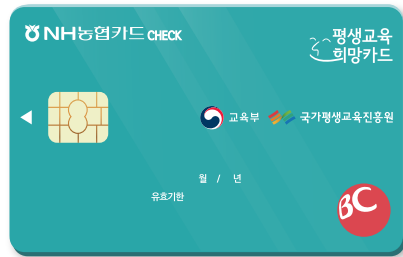 NH농협카드 CHECK
평생교육
희망카드
교육부 국가평생교육진흥원
월 / 년
유효기한
BC